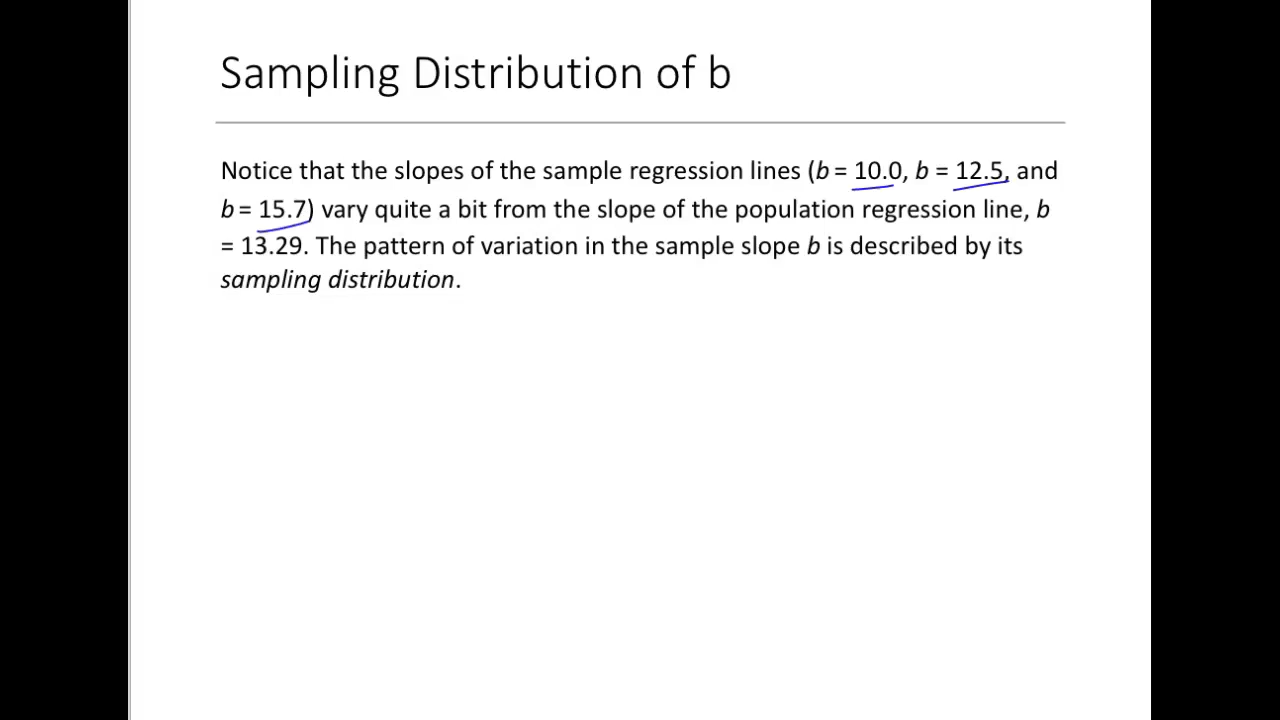 Sampling Distribution of b
Notice that the slopes of the sample regression lines (b = 10.0, b = 12.5, and
b = 15.7) vary quite a bit from the slope of the population regression line, b
= 13.29. The pattern of variation in the sample slope b is described by its
sampling distribution.